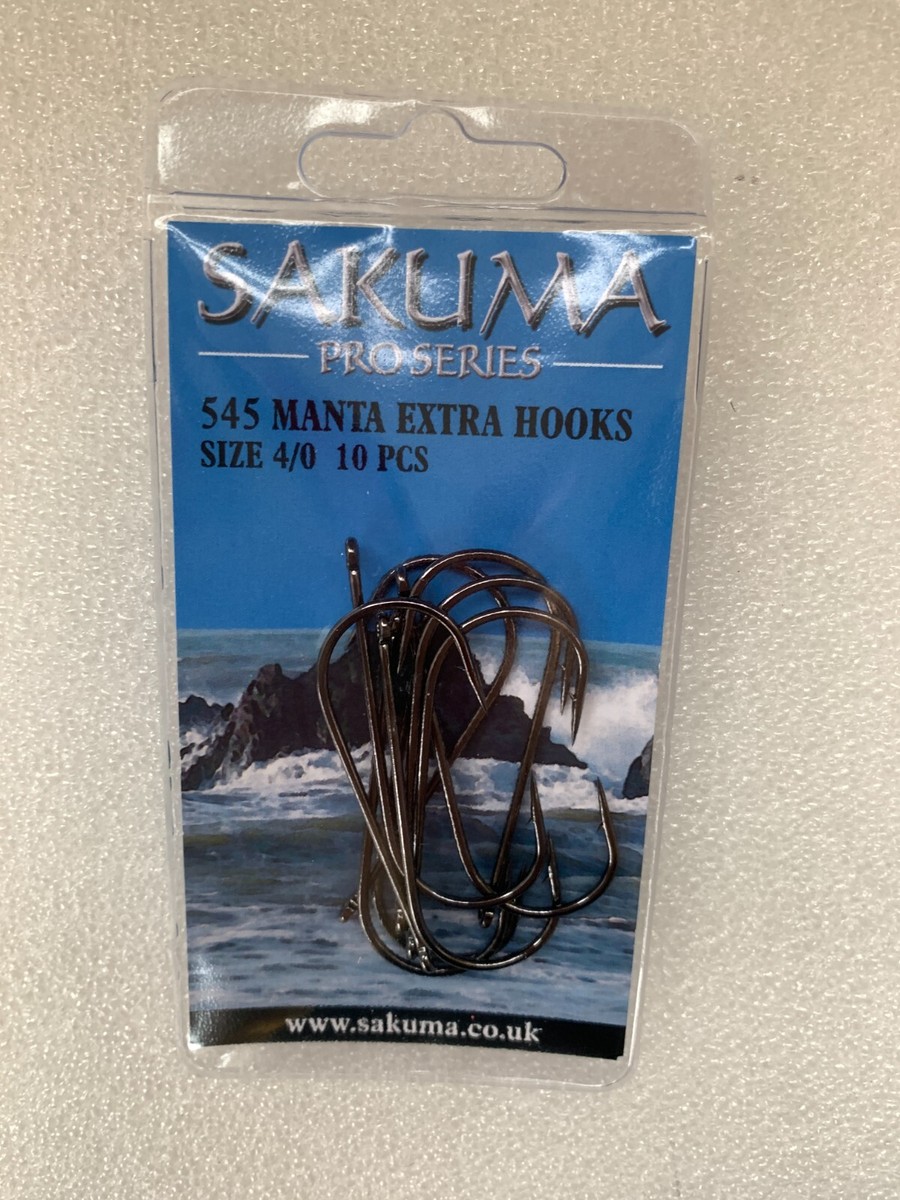 SAKUMA
PRO SERIES
545 MANTA EXTRA HOOKS
SIZE 4/0 10 PCS
www.sakuma.co.uk